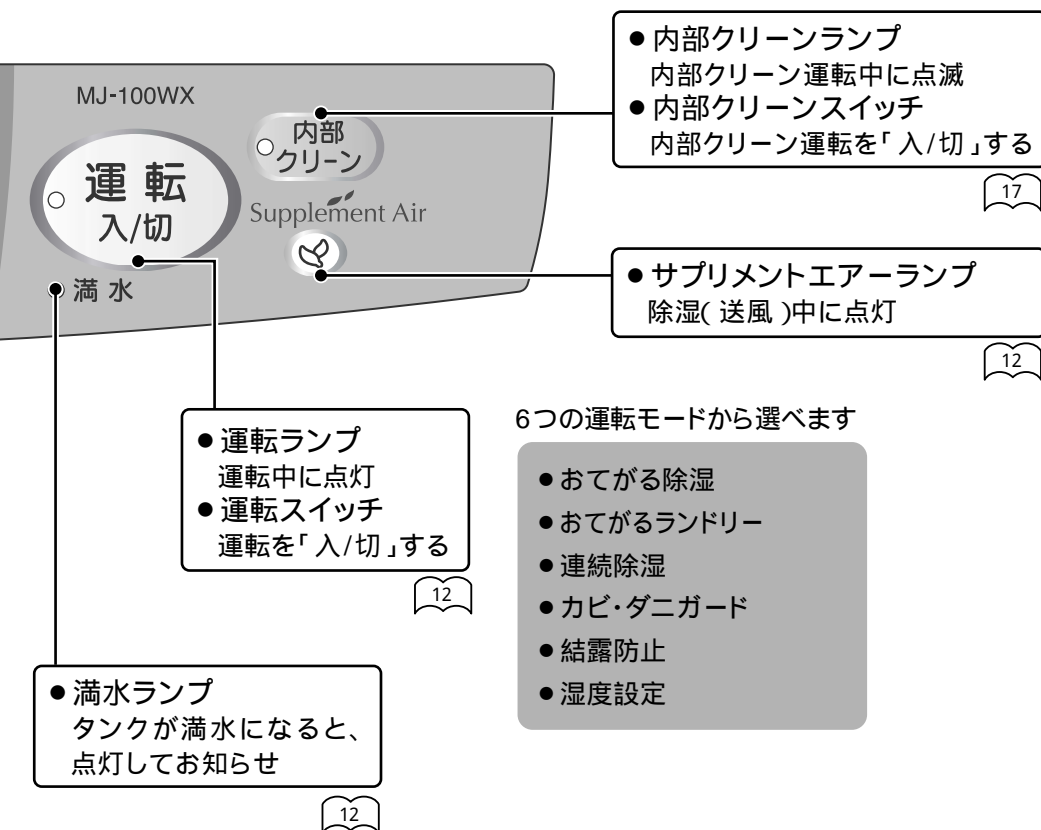 MJ-100WX
運転
入/切
満水
内部
クリーン
Supplement Air
●内部クリーンランプ
内部クリーン運転中に点滅
●内部クリーンスイッチ
内部クリーン運転を「入/切」する
17
●サプリメントエアーランプ
除湿(送風)中に点灯
12
●運転ランプ
運転中に点灯
●運転スイッチ
運転を「入/切」する
12
●満水ランプ
タンクが満水になると、
点灯してお知らせ
12
6つの運転モードから選べます
●おてがる除湿
●おてがるランドリー
●連続除湿
●カビ・ダニガード
●結露防止
●湿度設定